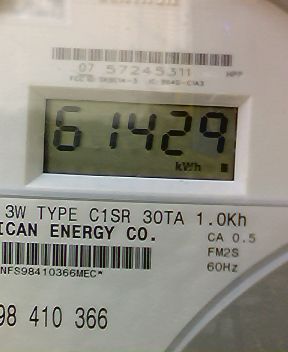 07 57245311 HPP
61429
kWh
3W TYPE C1SR 30TA 1.0Kh
ICAN ENERGY CO.
CA 0.5
FM2S
60Hz
NFS98410366MEC*
98 410 366